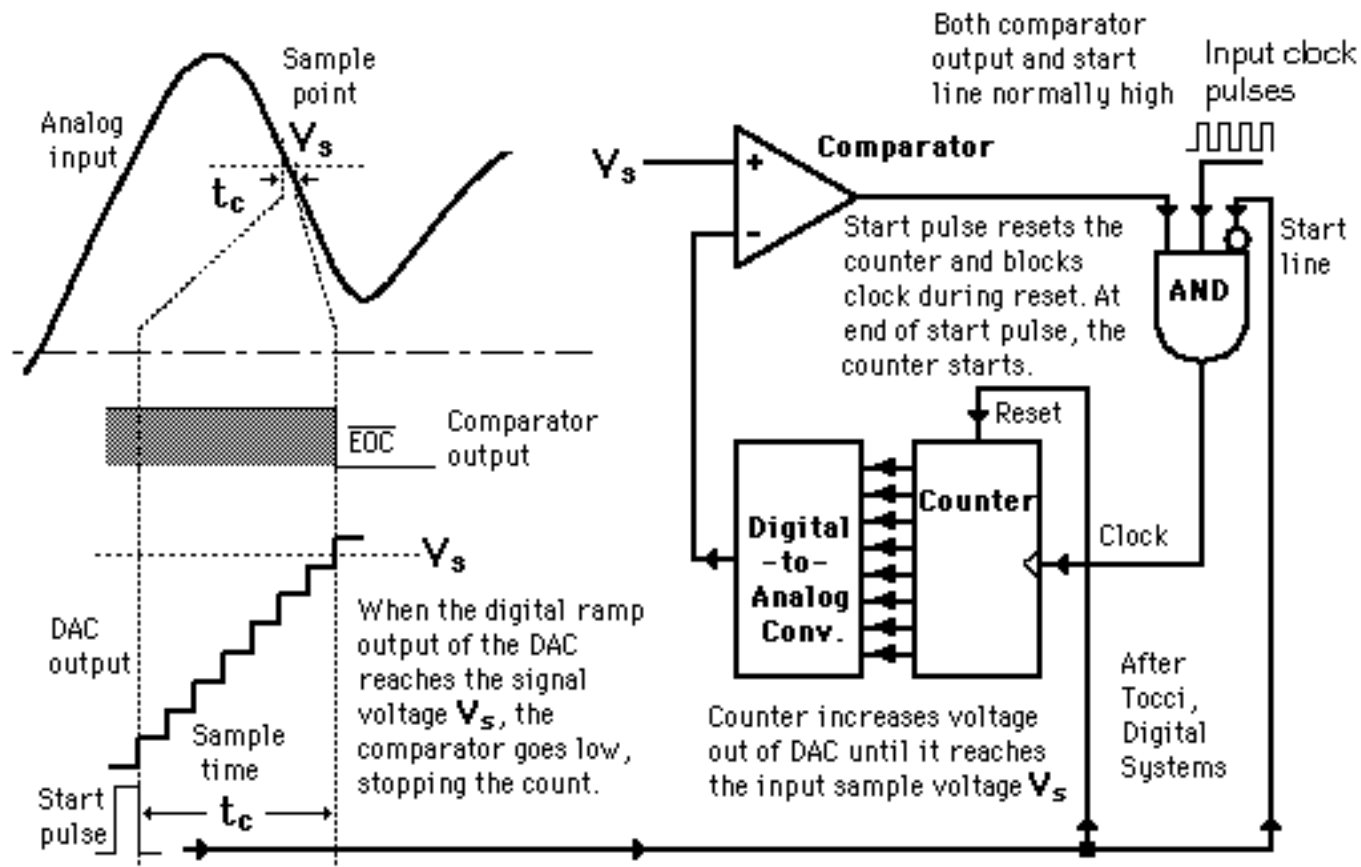 Analog
input
Sample
point
Vs
tc
Both comparator
output and start
line normally high
Input clock
pulses
Vs
+
-
Comparator
Start pulse resets the
counter and blocks
clock during reset. At
end of start pulse, the
counter starts.
AND
Start
line
EOC
Comparator
output
Reset
Counter
Clock
Digital
-to-
Analog
Conv.
DAC
output
Vs
When the digital ramp
output of the DAC
reaches the signal
voltage Vs, the
comparator goes low,
stopping the count.
Sample
time
tc
Start
pulse
Counter increases voltage
out of DAC until it reaches
the input sample voltage Vs
After
Tocci,
Digital
Systems